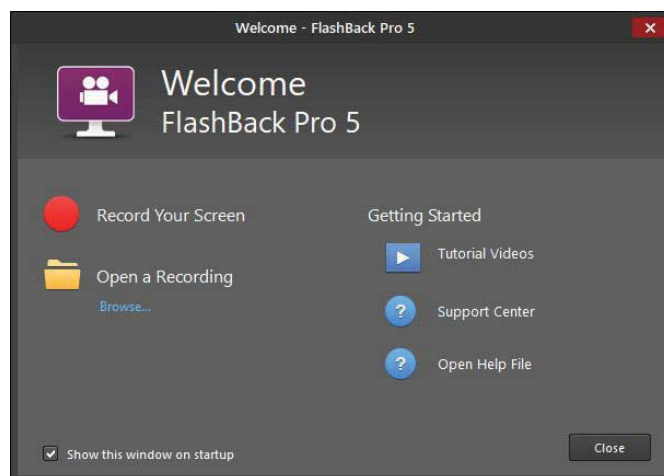 Welcome - FlashBack Pro 5
Welcome
FlashBack Pro 5
Record Your Screen
Open a Recording
Browse...
Getting Started
Tutorial Videos
? Support Center
? Open Help File
Show this window on startup
Close